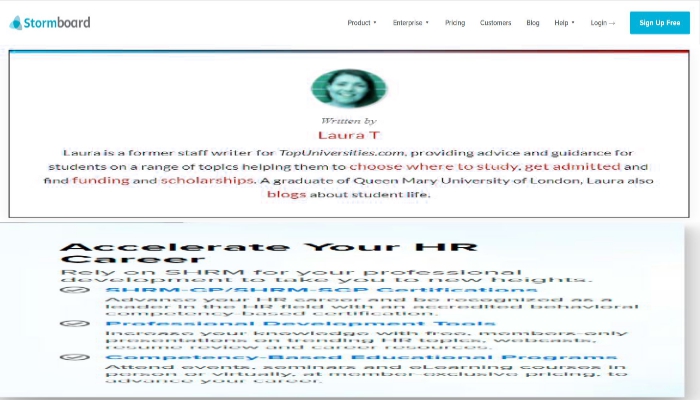 Stormboard
Product Enterprise Pricing Customers Blog Help Login → Sign Up Free
Written by
Laura T
Laura is a former staff writer for TopUniversities.com, providing advice and guidance for
students on a range of topics helping them to choose where to study, get admitted and
find funding and scholarships. A graduate of Queen Mary University of London, Laura also
blogs about student life.
Accelerate Your HR
Career
Rely on SHRM for your professional
development to take you to new heights.
SHRM-CP/SHRM-SCP Certifications
Advance your HR career and be recognized as a
leader in the HR field with an accredited behavioral
competency-based certification.
Professional Development Tools
Increase your knowledge with free, members-only
presentations on trending HR topics, webcasts,
resume review and career resources.
Competency-Based Educational Programs
Attend events, seminars and eLearning courses in
person or virtually, at member-exclusive pricing, to
advance your career.